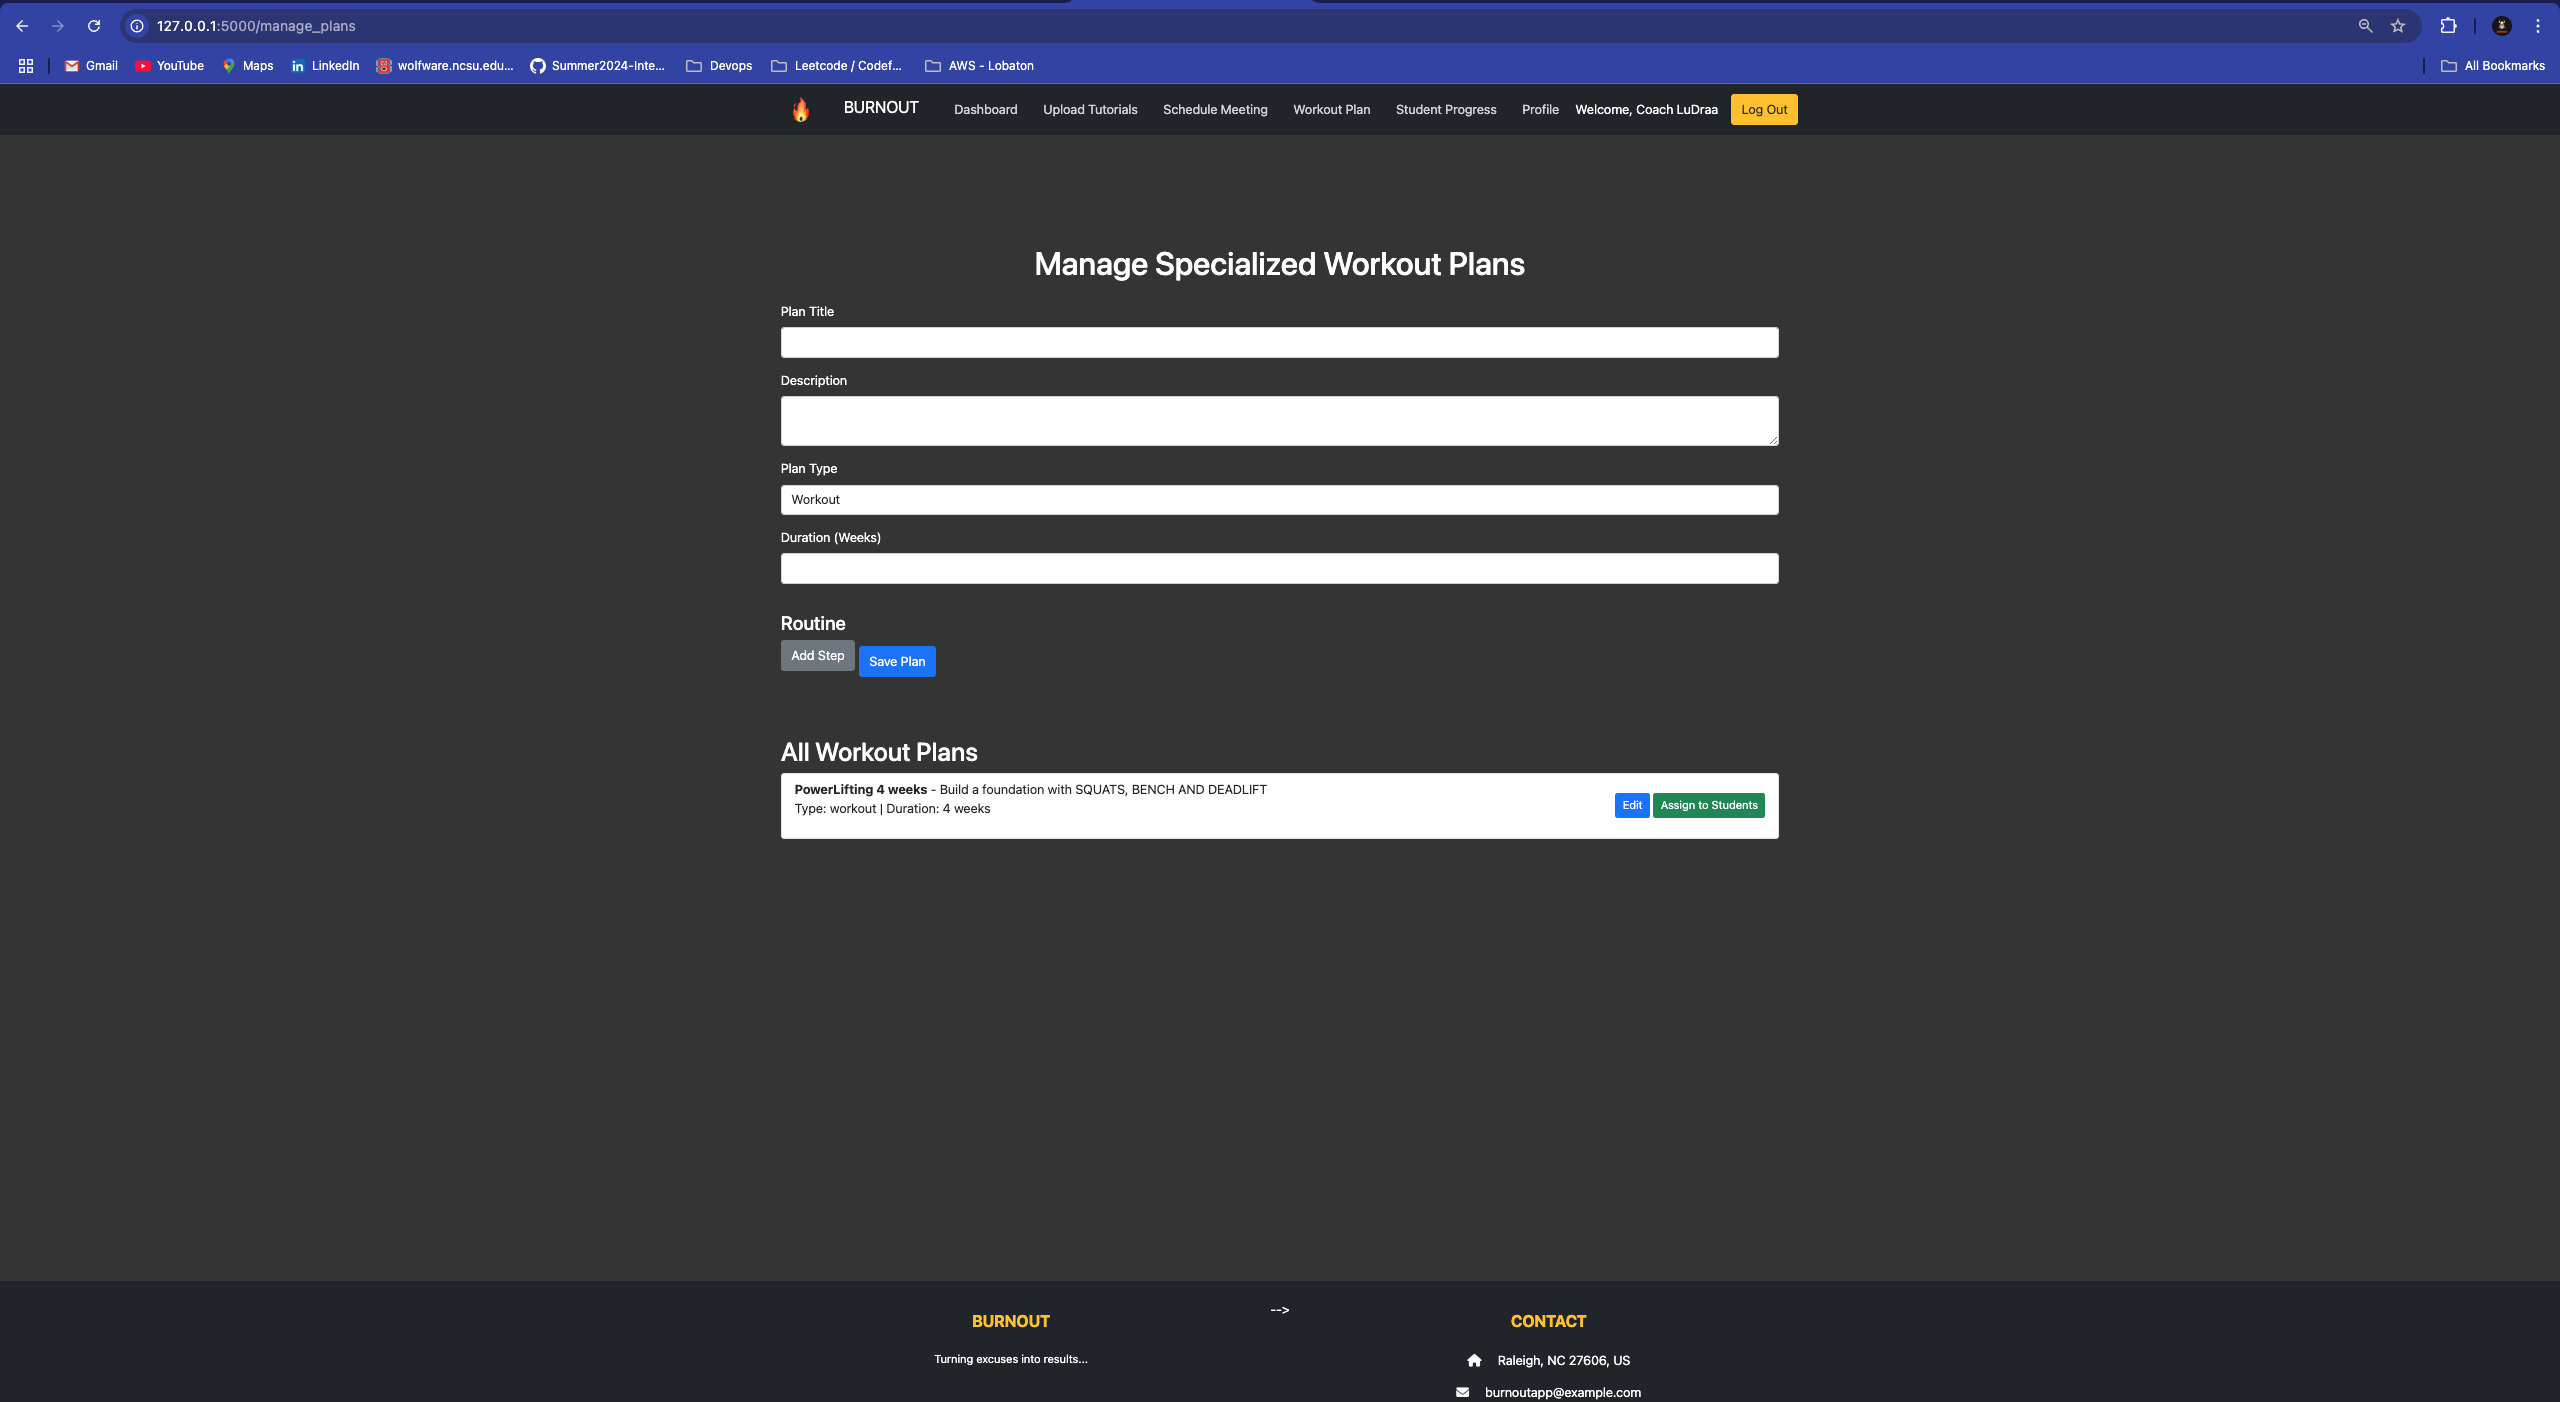 127.0.0.1:5000/manage_plans
Gmail YouTube Maps LinkedIn wolfware.ncsu.edu... Summer2024-Inte... Devops Leetcode / Codef... AWS - Lobaton All Bookmarks
BURNOUT Dashboard Upload Tutorials Schedule Meeting Workout Plan Student Progress Profile Welcome, Coach LuDraa Log Out
Manage Specialized Workout Plans
Plan Title
Description
Plan Type
Workout
Duration (Weeks)
Routine
Add Step Save Plan
All Workout Plans
PowerLifting 4 weeks - Build a foundation with SQUATS, BENCH AND DEADLIFT
Type: workout | Duration: 4 weeks
Edit Assign to Students
BURNOUT
Turning excuses into results...
-->
CONTACT
Raleigh, NC 27606, US
burnoutapp@example.com